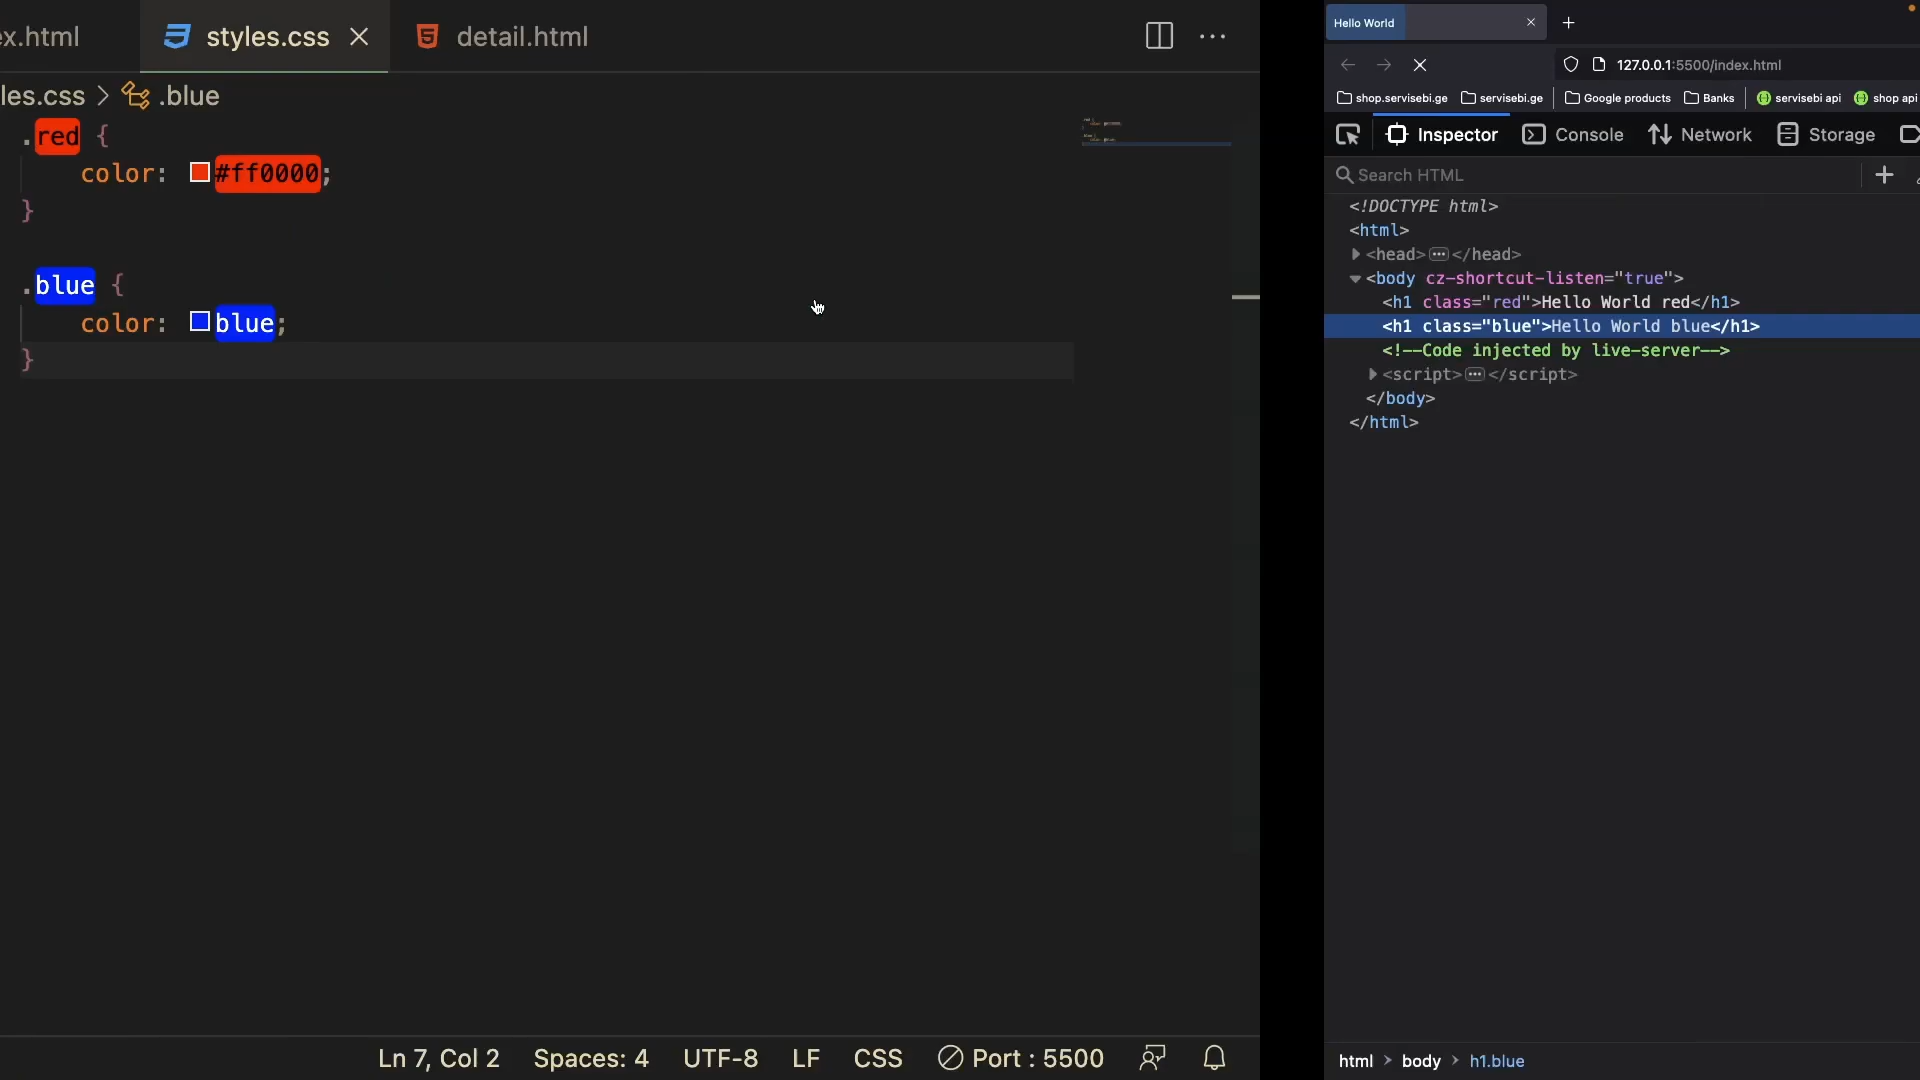 ex.html
styles.css
detail.html
les.css > .blue
.red {
color: #ff0000;
}
.blue {
color: blue;
}
Ln 7, Col 2
Spaces: 4
UTF-8
LF
CSS
Port : 5500
Hello World
127.0.0.1:5500/index.html
shop.servisebi.ge
servisebi.ge
Google products
Banks
servisebi api
shop api
Inspector
Console
Network
Storage
Search HTML
<!DOCTYPE html>
<html>
<head>...</head>
<body cz-shortcut-listen="true">
<h1 class="red">Hello World red</h1>
<h1 class="blue">Hello World blue</h1>
<!--Code injected by live-server-->
<script>...</script>
</body>
</html>
html > body > h1.blue